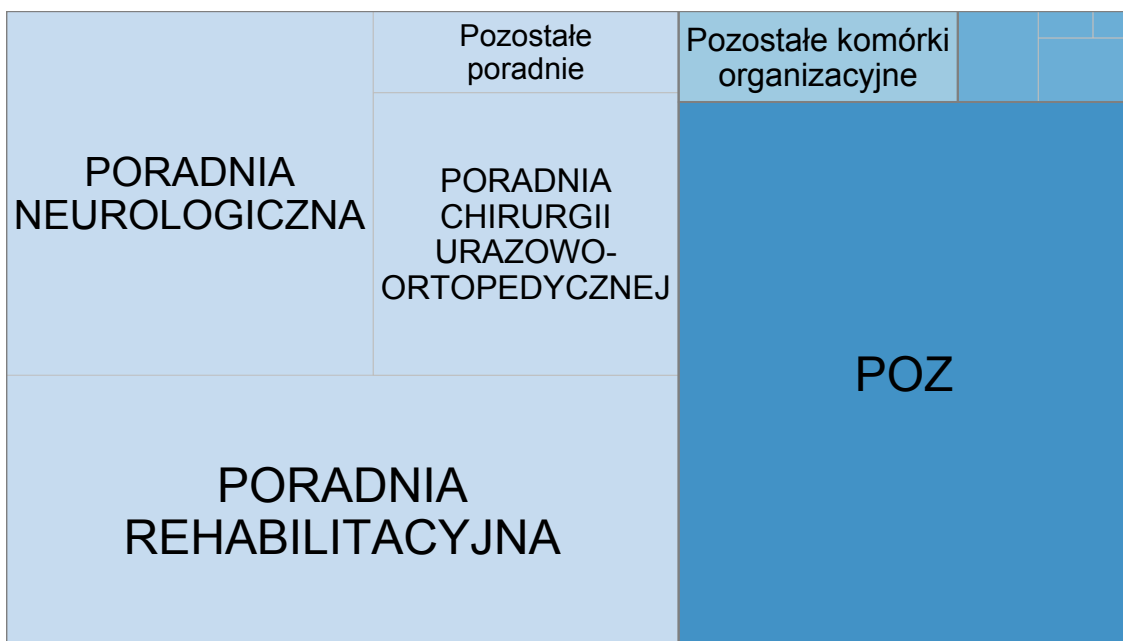 PORADNIA
NEUROLOGICZNA
Pozostałe
poradnie
PORADNIA
CHIRURGII
URAZOWO-
ORTOPEDYCZNEJ
PORADNIA
REHABILITACYJNA
Pozostałe komórki
organizacyjne
POZ